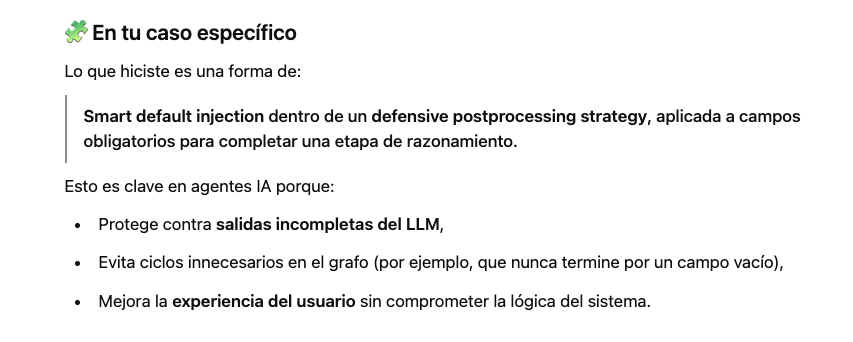 🧩 En tu caso específico
Lo que hiciste es una forma de:
Smart default injection dentro de un defensive postprocessing strategy, aplicada a campos
obligatorios para completar una etapa de razonamiento.
Esto es clave en agentes IA porque:
• Protege contra salidas incompletas del LLM,
• Evita ciclos innecesarios en el grafo (por ejemplo, que nunca termine por un campo vacío),
• Mejora la experiencia del usuario sin comprometer la lógica del sistema.